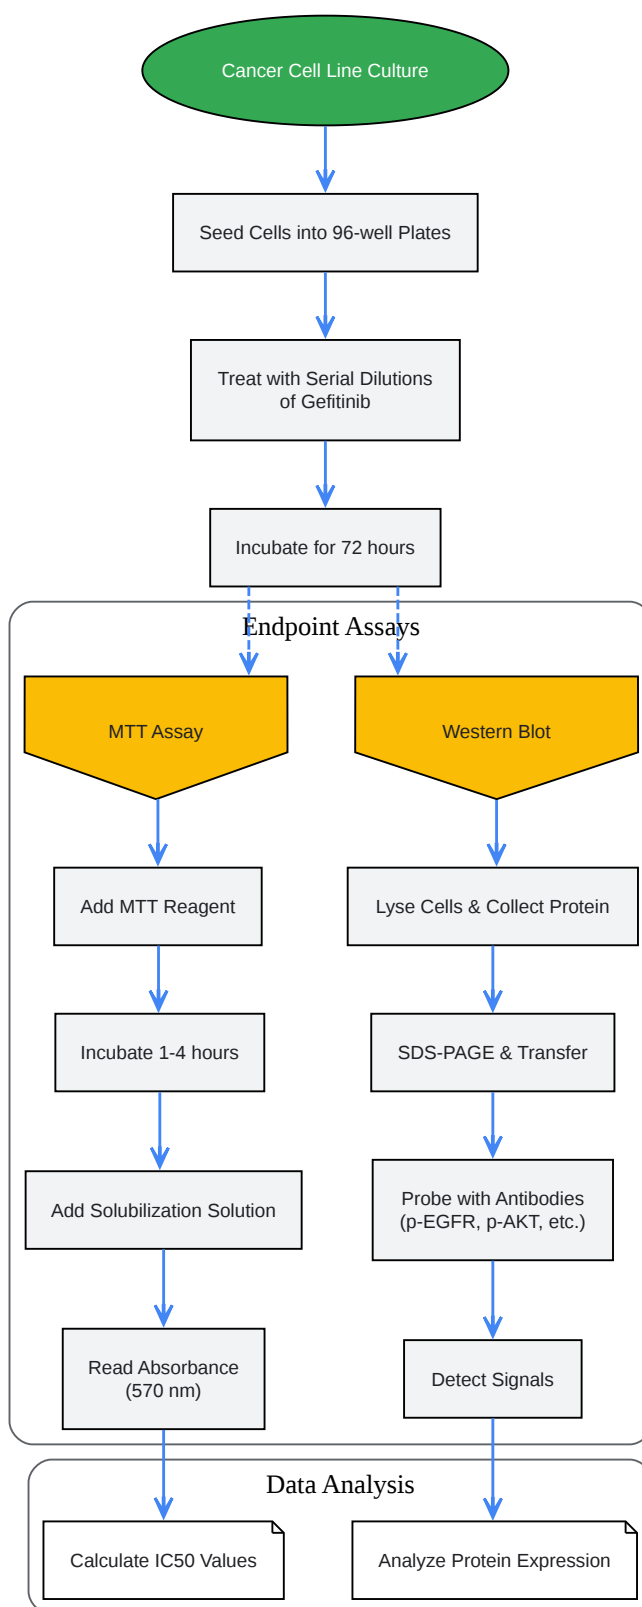 Cancer Cell Line Culture
Seed Cells into 96-well Plates
Treat with Serial Dilutions
of Gefitinib
Incubate for 72 hours
Endpoint Assays
MTT Assay
Western Blot
Add MTT Reagent
Lyse Cells & Collect Protein
Incubate 1-4 hours
SDS-PAGE & Transfer
Add Solubilization Solution
Probe with Antibodies
(p-EGFR, p-AKT, etc.)
Read Absorbance
(570 nm)
Detect Signals
Data Analysis
Calculate IC50 Values
Analyze Protein Expression